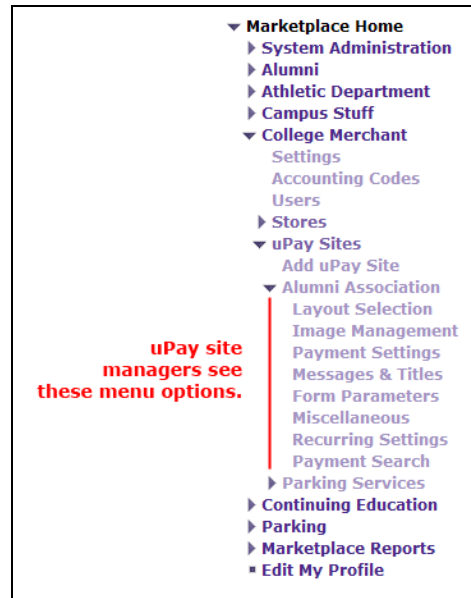 Marketplace Home
System Administration
Alumni
Athletic Department
Campus Stuff
College Merchant
Settings
Accounting Codes
Users
Stores
uPay Sites
Add uPay Site
Alumni Association
Layout Selection
Image Management
Payment Settings
Messages & Titles
Form Parameters
Miscellaneous
Recurring Settings
Payment Search
uPay site
managers see
these menu options.
Parking Services
Continuing Education
Parking
Marketplace Reports
Edit My Profile